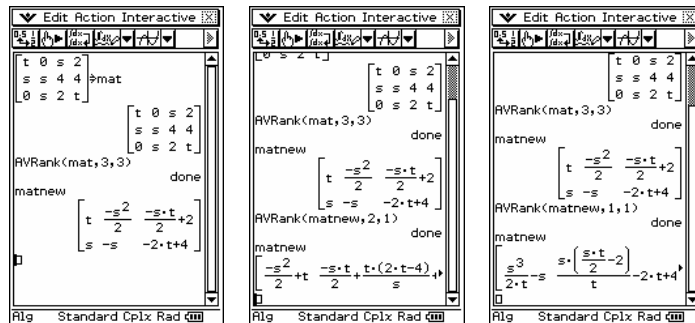 Edit Action Interactive
[t 0 s 2]
[s s 4 4]→mat
[0 s 2 t]
[t 0 s 2]
[s s 4 4]
[0 s 2 t]
AVRank(mat,3,3)
done
matnew
[t -s²/2 -s·t/2+2]
[s -s -2·t+4]
Alg Standard Cplx Rad
Edit Action Interactive
[0 s 2 t]
[t 0 s 2]
[s s 4 4]
[0 s 2 t]
AVRank(mat,3,3)
done
matnew
[t -s²/2 -s·t/2+2]
[s -s -2·t+4]
AVRank(matnew,2,1)
done
matnew
[-s²/2+t -s·t/2+t·(2·t-4)/s+
Alg Standard Cplx Rad
Edit Action Interactive
[t 0 s 2]
[s s 4 4]
[0 s 2 t]
AVRank(mat,3,3)
done
matnew
[t -s²/2 -s·t/2+2]
[s -s -2·t+4]
AVRank(matnew,1,1)
done
matnew
[s³/2·t-s s·(s·t/2-2)/t-2·t+4
Alg Standard Cplx Rad